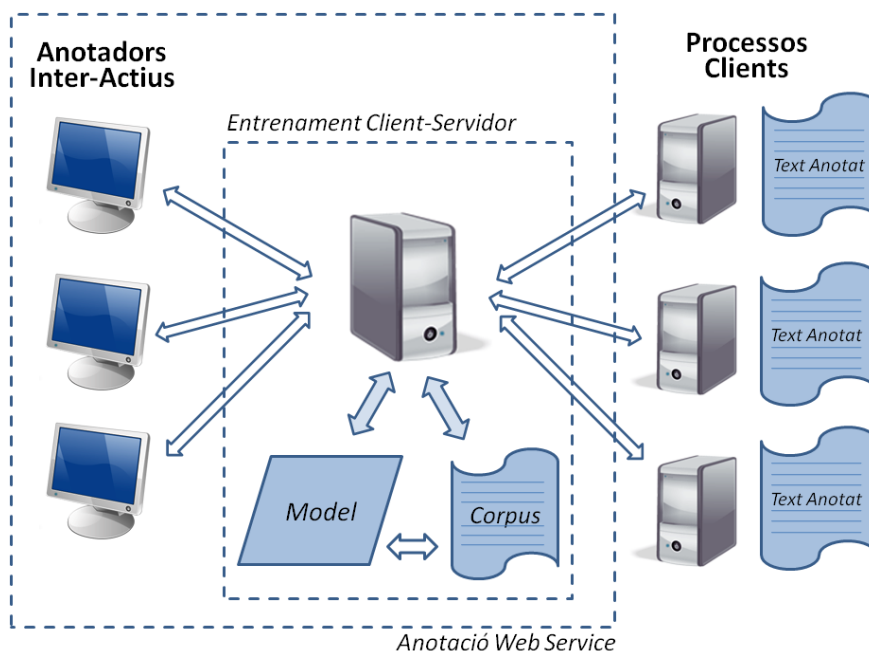 Anotadors
Inter-Actius
Processos
Clients
Entrenament Client-Servidor
Text Anotat
Text Anotat
Text Anotat
Model
Corpus
Anotació Web Service